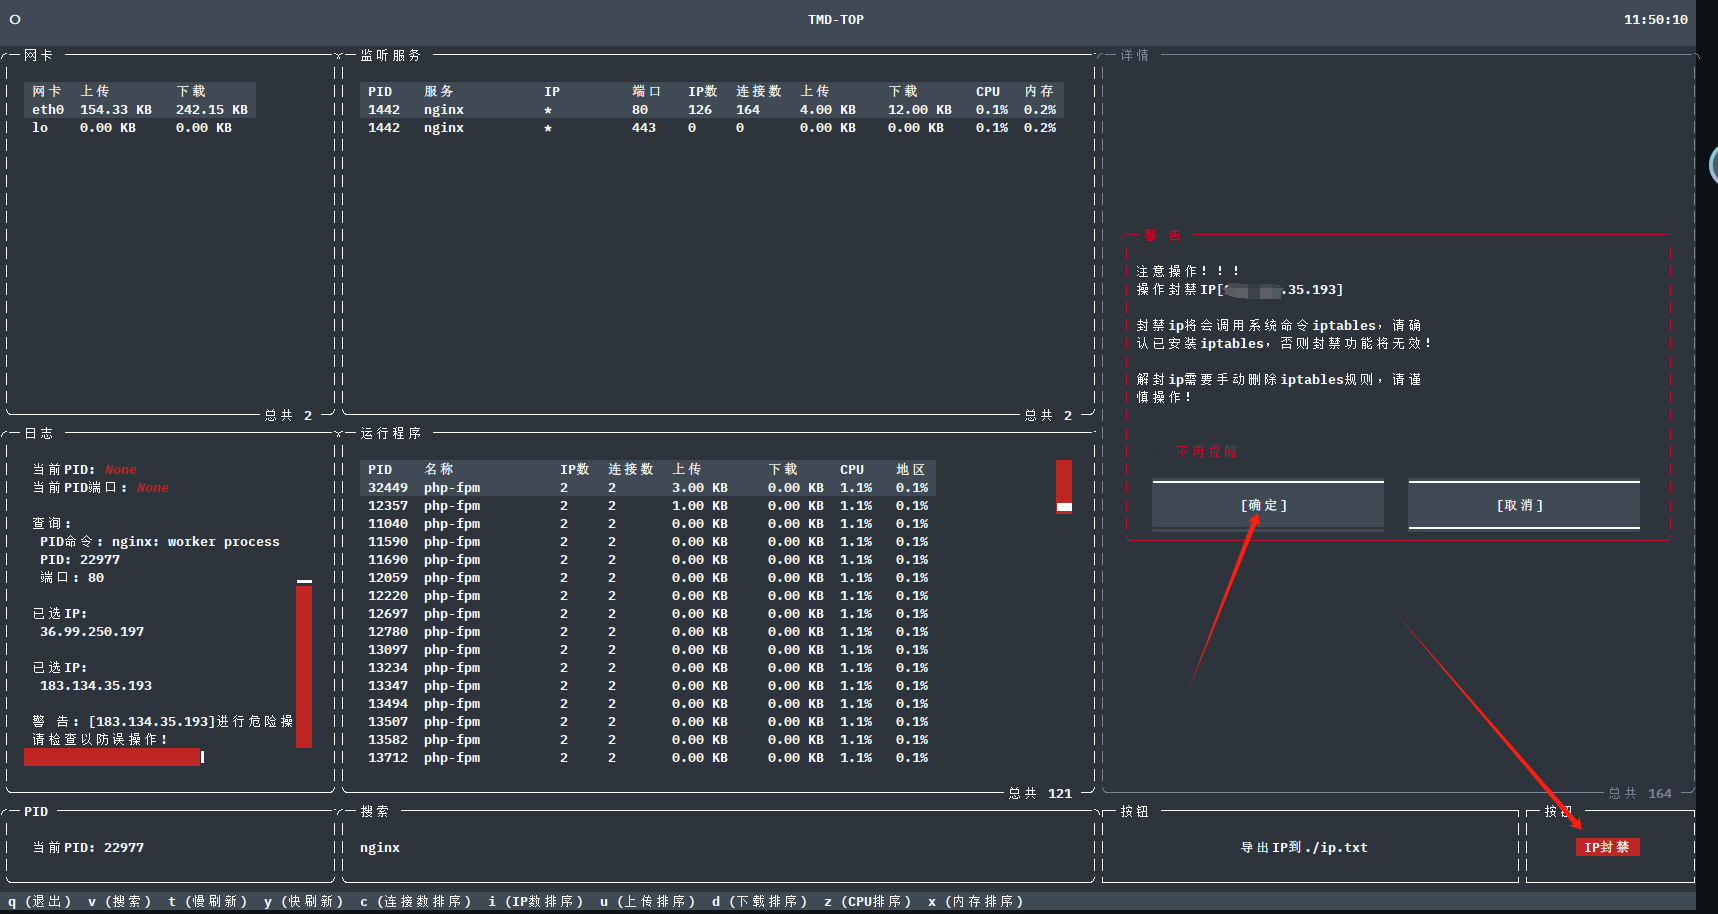 O TMD-TOP 11:50:10
网卡
网卡 上传 下载
eth0 154.33 KB 242.15 KB
lo 0.00 KB 0.00 KB
总共 2
监听服务
PID 服务 IP 端口 IP数 连接数 上传 下载 CPU 内存
1442 nginx * 80 126 164 4.00 KB 12.00 KB 0.1% 0.2%
1442 nginx * 443 0 0 0.00 KB 0.00 KB 0.1% 0.2%
总共 2
详情
警 告
注意操作!!!
操作封禁IP[ .35.193]
封禁ip将会调用系统命令iptables,请确
认已安装iptables,否则封禁功能将无效!
解封ip需要手动删除iptables规则,请谨
慎操作!
不再提醒
[确定] [取消]
总共 164
日志
当前PID: None
当前PID端口: None
查询:
PID命令: nginx: worker process
PID: 22977
端口: 80
已选IP:
36.99.250.197
已选IP:
183.134.35.193
警 告: [183.134.35.193]进行危险操
请检查以防误操作!
运行程序
PID 名称 IP数 连接数 上传 下载 CPU 地区
32449 php-fpm 2 2 3.00 KB 0.00 KB 1.1% 0.1%
12357 php-fpm 2 2 1.00 KB 0.00 KB 1.1% 0.1%
11040 php-fpm 2 2 0.00 KB 0.00 KB 1.1% 0.1%
11590 php-fpm 2 2 0.00 KB 0.00 KB 1.1% 0.1%
11690 php-fpm 2 2 0.00 KB 0.00 KB 1.1% 0.1%
12059 php-fpm 2 2 0.00 KB 0.00 KB 1.1% 0.1%
12220 php-fpm 2 2 0.00 KB 0.00 KB 1.1% 0.1%
12697 php-fpm 2 2 0.00 KB 0.00 KB 1.1% 0.1%
12780 php-fpm 2 2 0.00 KB 0.00 KB 1.1% 0.1%
13097 php-fpm 2 2 0.00 KB 0.00 KB 1.1% 0.1%
13234 php-fpm 2 2 0.00 KB 0.00 KB 1.1% 0.1%
13347 php-fpm 2 2 0.00 KB 0.00 KB 1.1% 0.1%
13494 php-fpm 2 2 0.00 KB 0.00 KB 1.1% 0.1%
13507 php-fpm 2 2 0.00 KB 0.00 KB 1.1% 0.1%
13582 php-fpm 2 2 0.00 KB 0.00 KB 1.1% 0.1%
13712 php-fpm 2 2 0.00 KB 0.00 KB 1.1% 0.1%
总共 121
PID
当前PID: 22977
搜索
nginx
按钮
导出IP到./ip.txt
按钮
IP封禁
q (退出) v (搜索) t (慢刷新) y (快刷新) c (连接数排序) i (IP数排序) u (上传排序) d (下载排序) z (CPU排序) x (内存排序)